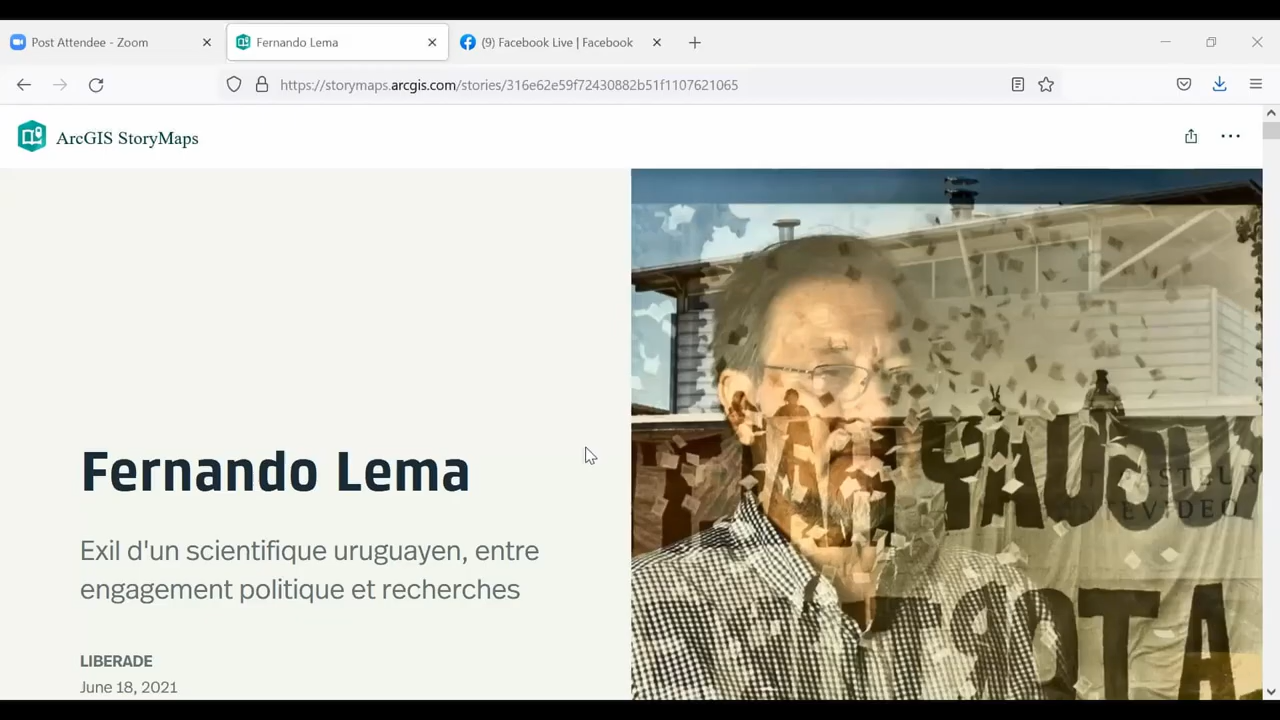 Post Attendee - Zoom
Fernando Lema
(9) Facebook Live | Facebook
https://storymaps.arcgis.com/stories/316e62e59f72430882b51f1107621065
ArcGIS StoryMaps
Fernando Lema
Exil d'un scientifique uruguayen, entre
engagement politique et recherches
LIBERADE
June 18, 2021
PASTEUR